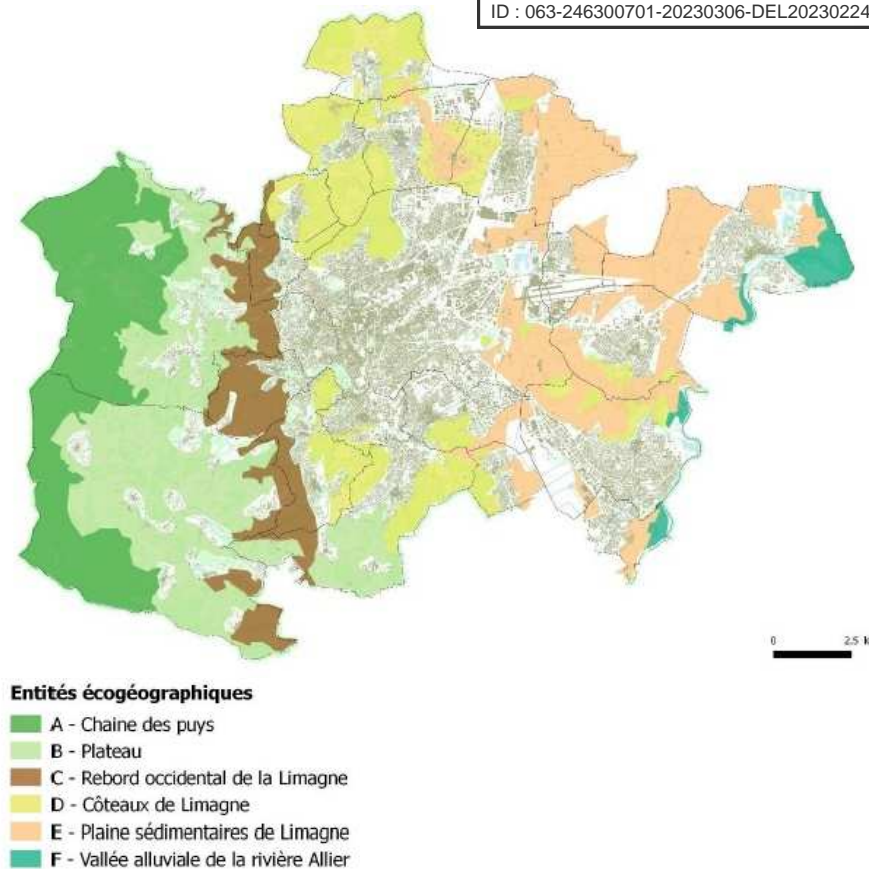 ID : 063-246300701-20230306-DEL20230224
0 2.5 k
Entités écogéographiques
A - Chaine des puys
B - Plateau
C - Rebord occidental de la Limagne
D - Côteaux de Limagne
E - Plaine sédimentaires de Limagne
F - Vallée alluviale de la rivière Allier